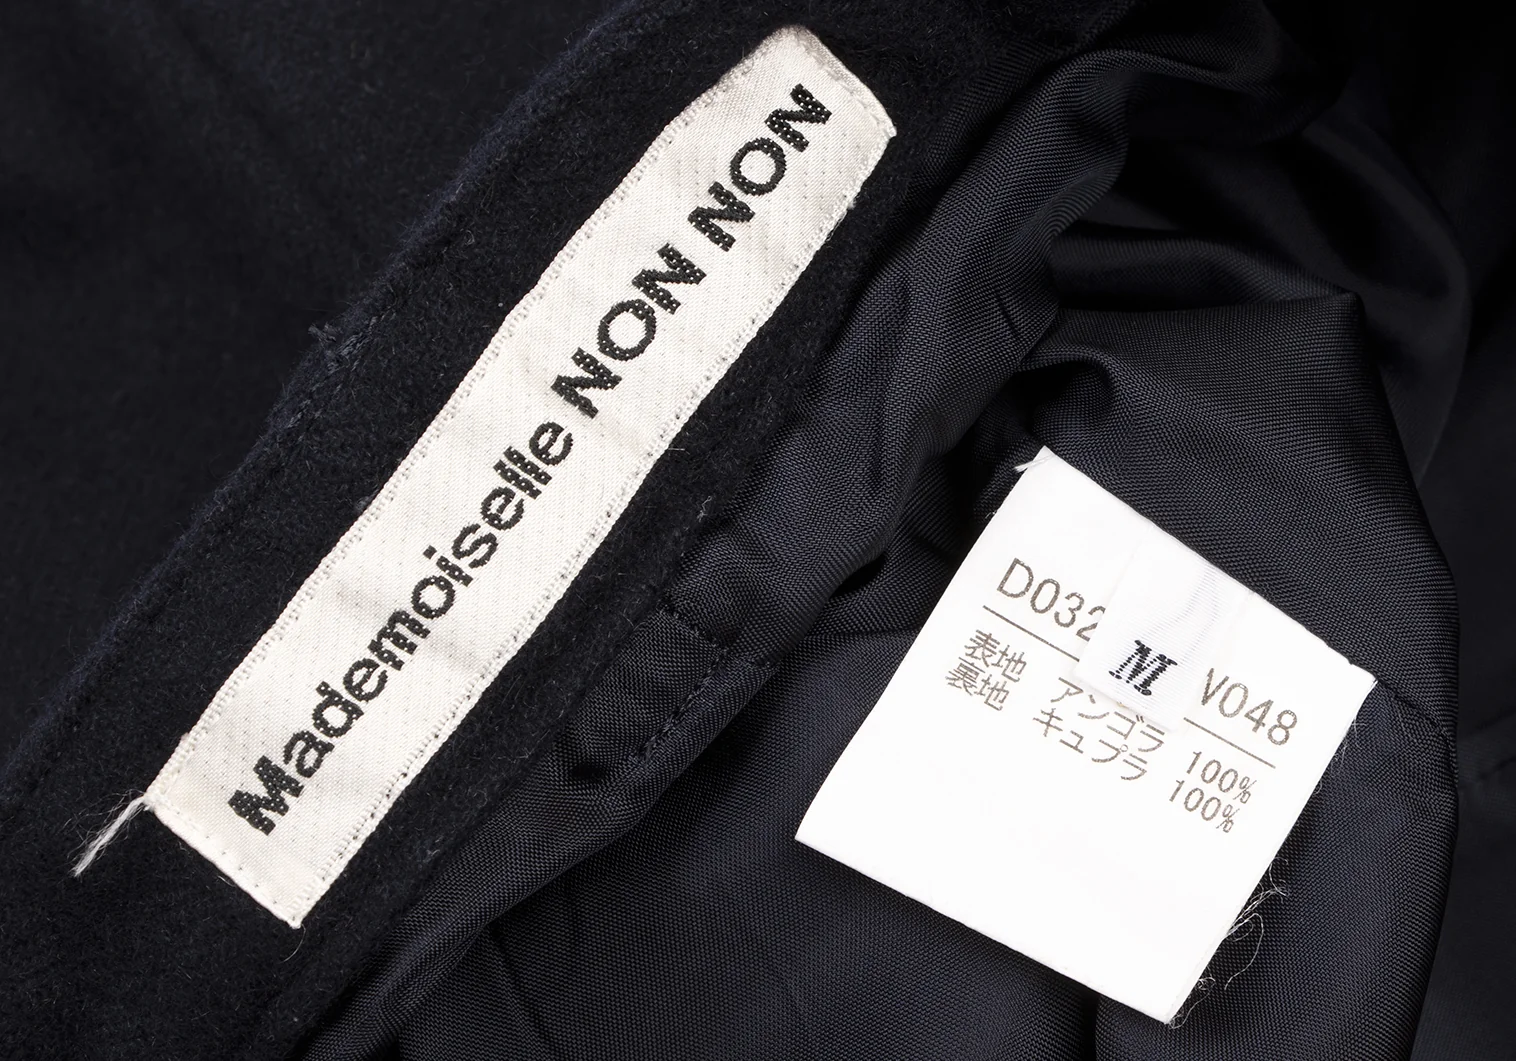 Mademoiselle NON NON
D032
M
V048
表地 アンゴラ 100%
裏地 キュプラ 100%